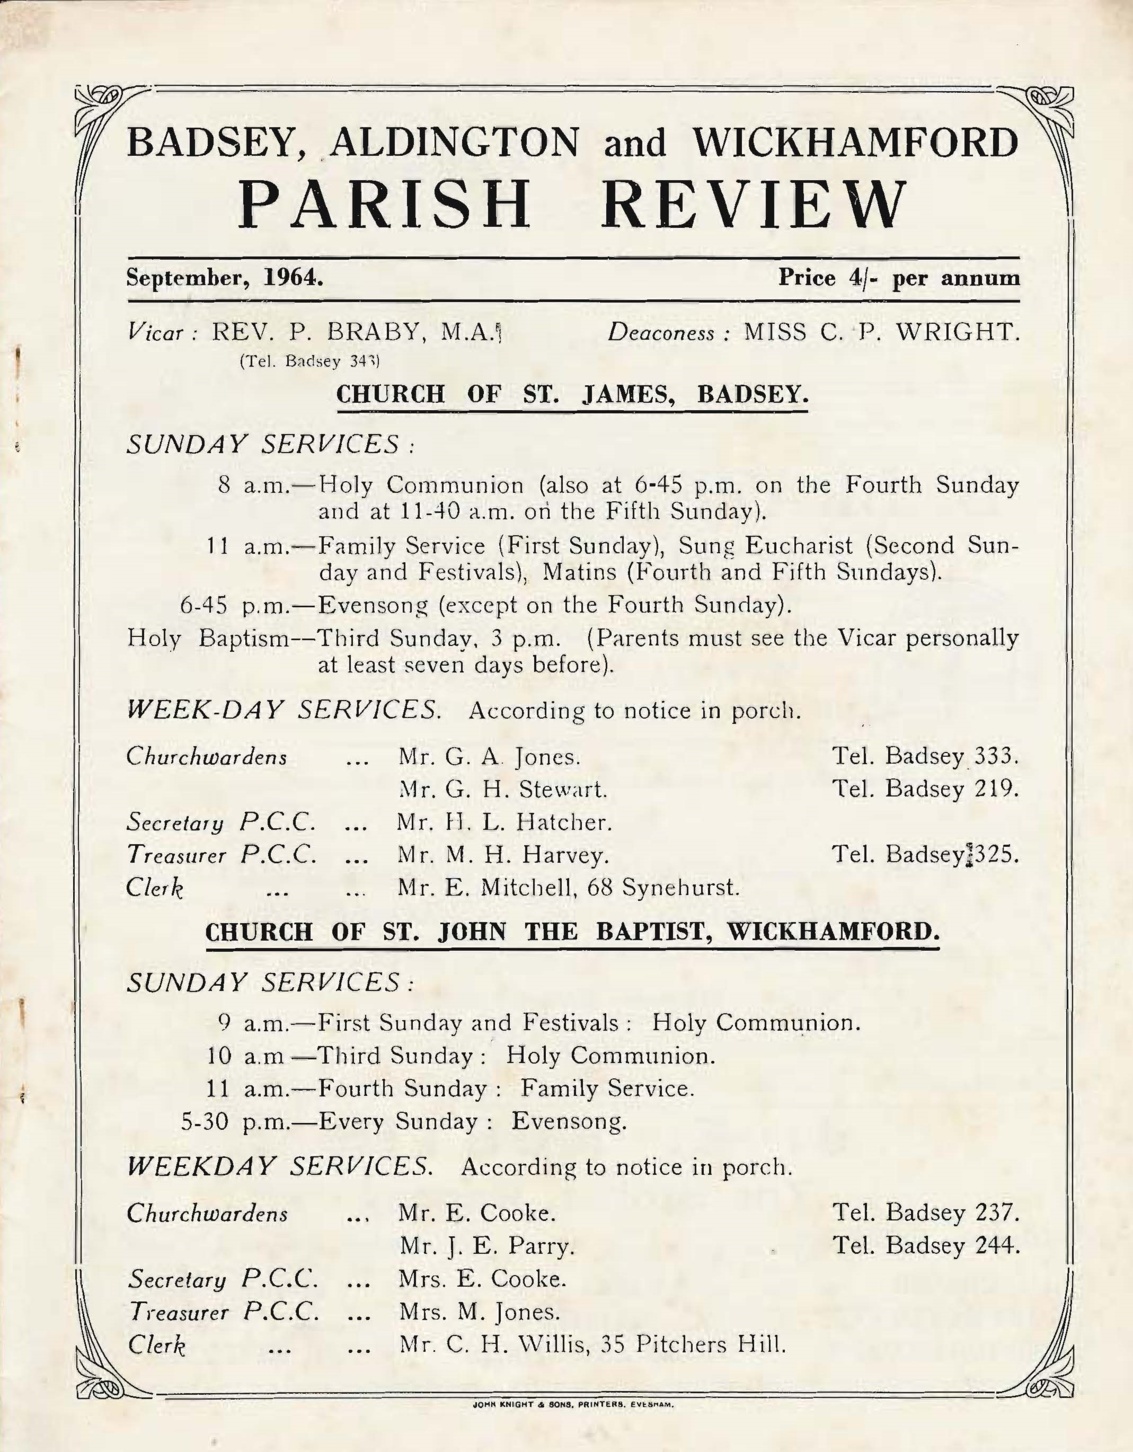 BADSEY, ALDINGTON and WICKHAMFORD
PARISH REVIEW
September, 1964. Price 4/- per annum
Vicar : REV. P. BRABY, M.A. Deaconess : MISS C. P. WRIGHT.
(Tel. Badsey 343)
CHURCH OF ST. JAMES, BADSEY.
SUNDAY SERVICES :
8 a.m.—Holy Communion (also at 6-45 p.m. on the Fourth Sunday
and at 11-40 a.m. on the Fifth Sunday).
11 a.m.—Family Service (First Sunday), Sung Eucharist (Second Sun-
day and Festivals), Matins (Fourth and Fifth Sundays).
6-45 p.m.—Evensong (except on the Fourth Sunday).
Holy Baptism--Third Sunday, 3 p.m. (Parents must see the Vicar personally
at least seven days before).
WEEK-DAY SERVICES. According to notice in porch.
Churchwardens ... Mr. G. A. Jones. Tel. Badsey 333.
Mr. G. H. Stewart. Tel. Badsey 219.
Secretary P.C.C. ... Mr. H. L. Hatcher.
Treasurer P.C.C. ... Mr. M. H. Harvey. Tel. Badsey 325.
Clerk ... ... Mr. E. Mitchell, 68 Synehurst.
CHURCH OF ST. JOHN THE BAPTIST, WICKHAMFORD.
SUNDAY SERVICES :
9 a.m.—First Sunday and Festivals : Holy Communion.
10 a.m —Third Sunday : Holy Communion.
11 a.m.—Fourth Sunday : Family Service.
5-30 p.m.—Every Sunday : Evensong.
WEEKDAY SERVICES. According to notice in porch.
Churchwardens ... Mr. E. Cooke. Tel. Badsey 237.
Mr. J. E. Parry. Tel. Badsey 244.
Secretary P.C.C. ... Mrs. E. Cooke.
Treasurer P.C.C. ... Mrs. M. Jones.
Clerk ... ... Mr. C. H. Willis, 35 Pitchers Hill.
JOHN KNIGHT & SONS, PRINTERS, EVESHAM.